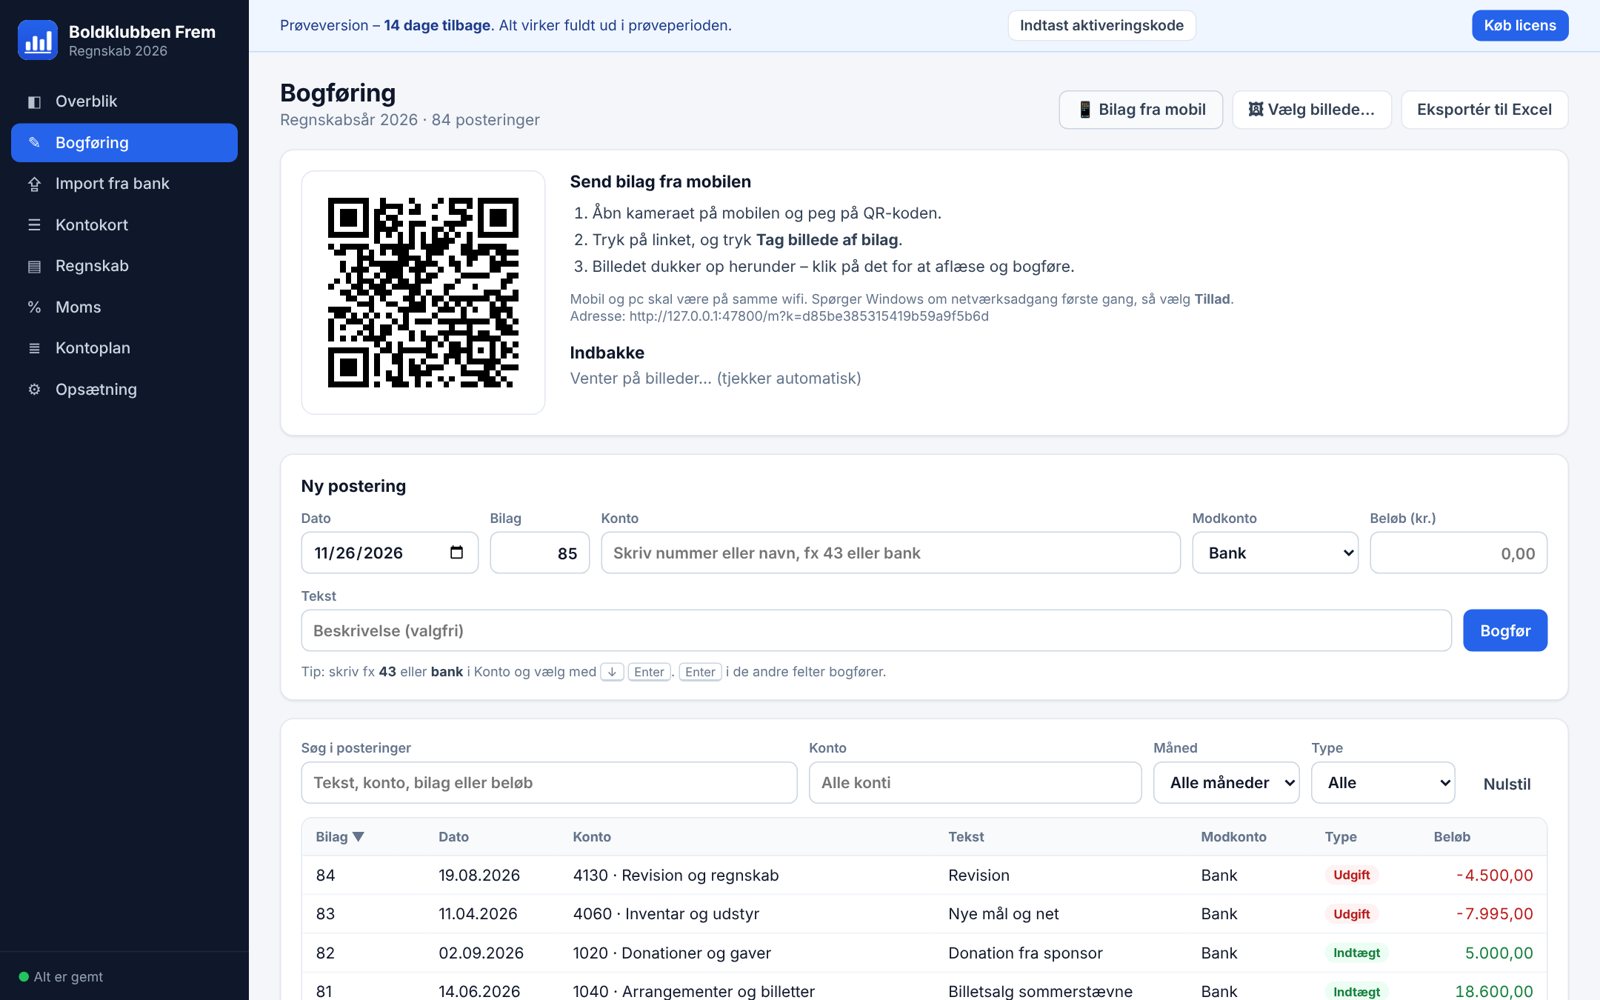 Boldklubben Frem
Regnskab 2026
Overblik
Bogføring
Import fra bank
Kontokort
Regnskab
% Moms
Kontoplan
Opsætning
Alt er gemt
Prøveversion – 14 dage tilbage. Alt virker fuldt ud i prøveperioden.
Indtast aktiveringskode
Køb licens
Bogføring
Regnskabsår 2026 · 84 posteringer
Bilag fra mobil
Vælg billede...
Eksportér til Excel
Send bilag fra mobilen
1. Åbn kameraet på mobilen og peg på QR-koden.
2. Tryk på linket, og tryk Tag billede af bilag.
3. Billedet dukker op herunder – klik på det for at aflæse og bogføre.
Mobil og pc skal være på samme wifi. Spørger Windows om netværksadgang første gang, så vælg Tillad.
Adresse: http://127.0.0.1:47800/m?k=d85be385315419b59a9f5b6d
Indbakke
Venter på billeder... (tjekker automatisk)
Ny postering
Dato Bilag Konto Modkonto Beløb (kr.)
11/26/2026 85 Skriv nummer eller navn, fx 43 eller bank Bank 0,00
Tekst
Beskrivelse (valgfri) Bogfør
Tip: skriv fx 43 eller bank i Konto og vælg med ↓ Enter. Enter i de andre felter bogfører.
Søg i posteringer Konto Måned Type
Tekst, konto, bilag eller beløb Alle konti Alle måneder Alle Nulstil
Bilag ▼ Dato Konto Tekst Modkonto Type Beløb
84 19.08.2026 4130 · Revision og regnskab Revision Bank Udgift -4.500,00
83 11.04.2026 4060 · Inventar og udstyr Nye mål og net Bank Udgift -7.995,00
82 02.09.2026 1020 · Donationer og gaver Donation fra sponsor Bank Indtægt 5.000,00
81 14.06.2026 1040 · Arrangementer og billetter Billetsalg sommerstævne Bank Indtægt 18.600,00